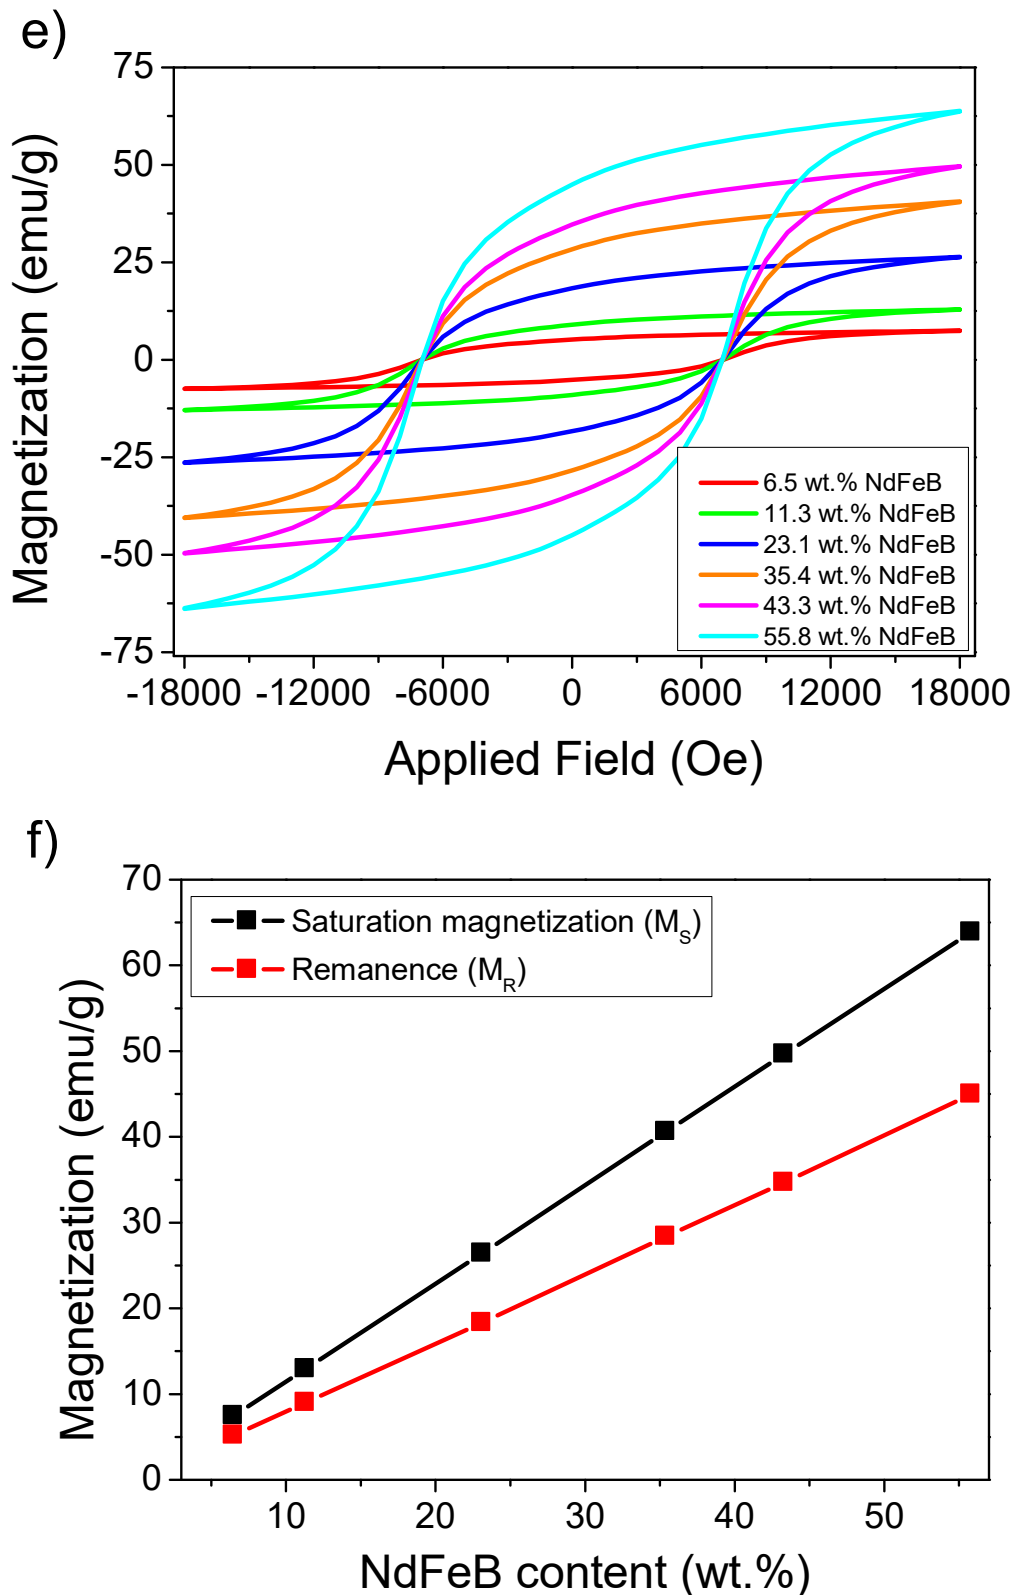 e)
75
50
25
0
-25
-50
-75
Magnetization (emu/g)
6.5 wt.% NdFeB
11.3 wt.% NdFeB
23.1 wt.% NdFeB
35.4 wt.% NdFeB
43.3 wt.% NdFeB
55.8 wt.% NdFeB
-18000 -12000 -6000 0 6000 12000 18000
Applied Field (Oe)
f)
70
60
50
40
30
20
10
0
Magnetization (emu/g)
Saturation magnetization (M_S)
Remanence (M_R)
10 20 30 40 50
NdFeB content (wt.%)